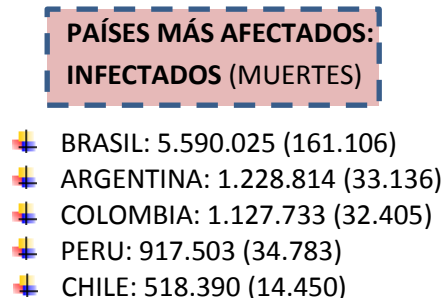 PAÍSES MÁS AFECTADOS:
INFECTADOS (MUERTES)
BRASIL: 5.590.025 (161.106)
ARGENTINA: 1.228.814 (33.136)
COLOMBIA: 1.127.733 (32.405)
PERU: 917.503 (34.783)
CHILE: 518.390 (14.450)